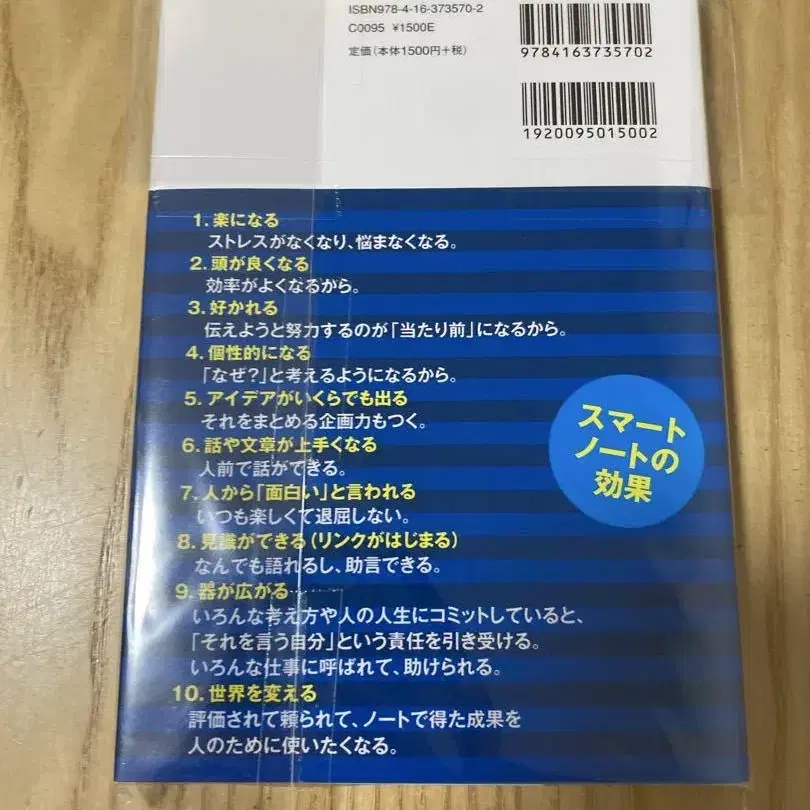 ISBN978-4-16-373570-2
C0095 ¥1500E
定価(本体1500円+税)
9784163735702
1920095015002
1. 楽になる
ストレスがなくなり、悩まなくなる。
2. 頭が良くなる
効率がよくなるから。
3. 好かれる
伝えようと努力するのが「当たり前」になるから。
4. 個性的になる
「なぜ?」と考えるようになるから。
5. アイデアがいくらでも出る
それをまとめる企画力もつく。
6. 話や文章が上手くなる
人前で話ができる。
7. 人から「面白い」と言われる
いつも楽しくて退屈しない。
8. 見識ができる(リンクがはじまる)
なんでも語れるし、助言できる。
9. 器が広がる
いろんな考え方や人の人生にコミットしていると、
「それを言う自分」という責任を引き受ける。
いろんな仕事に呼ばれて、助けられる。
10. 世界を変える
評価されて頼られて、ノートで得た成果を
人のために使いたくなる。
スマート
ノートの
効果